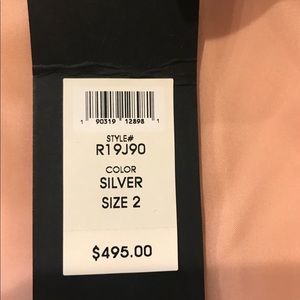 1 90319 12898 1
STYLE#
R19J90
COLOR
SILVER
SIZE 2
$495.00